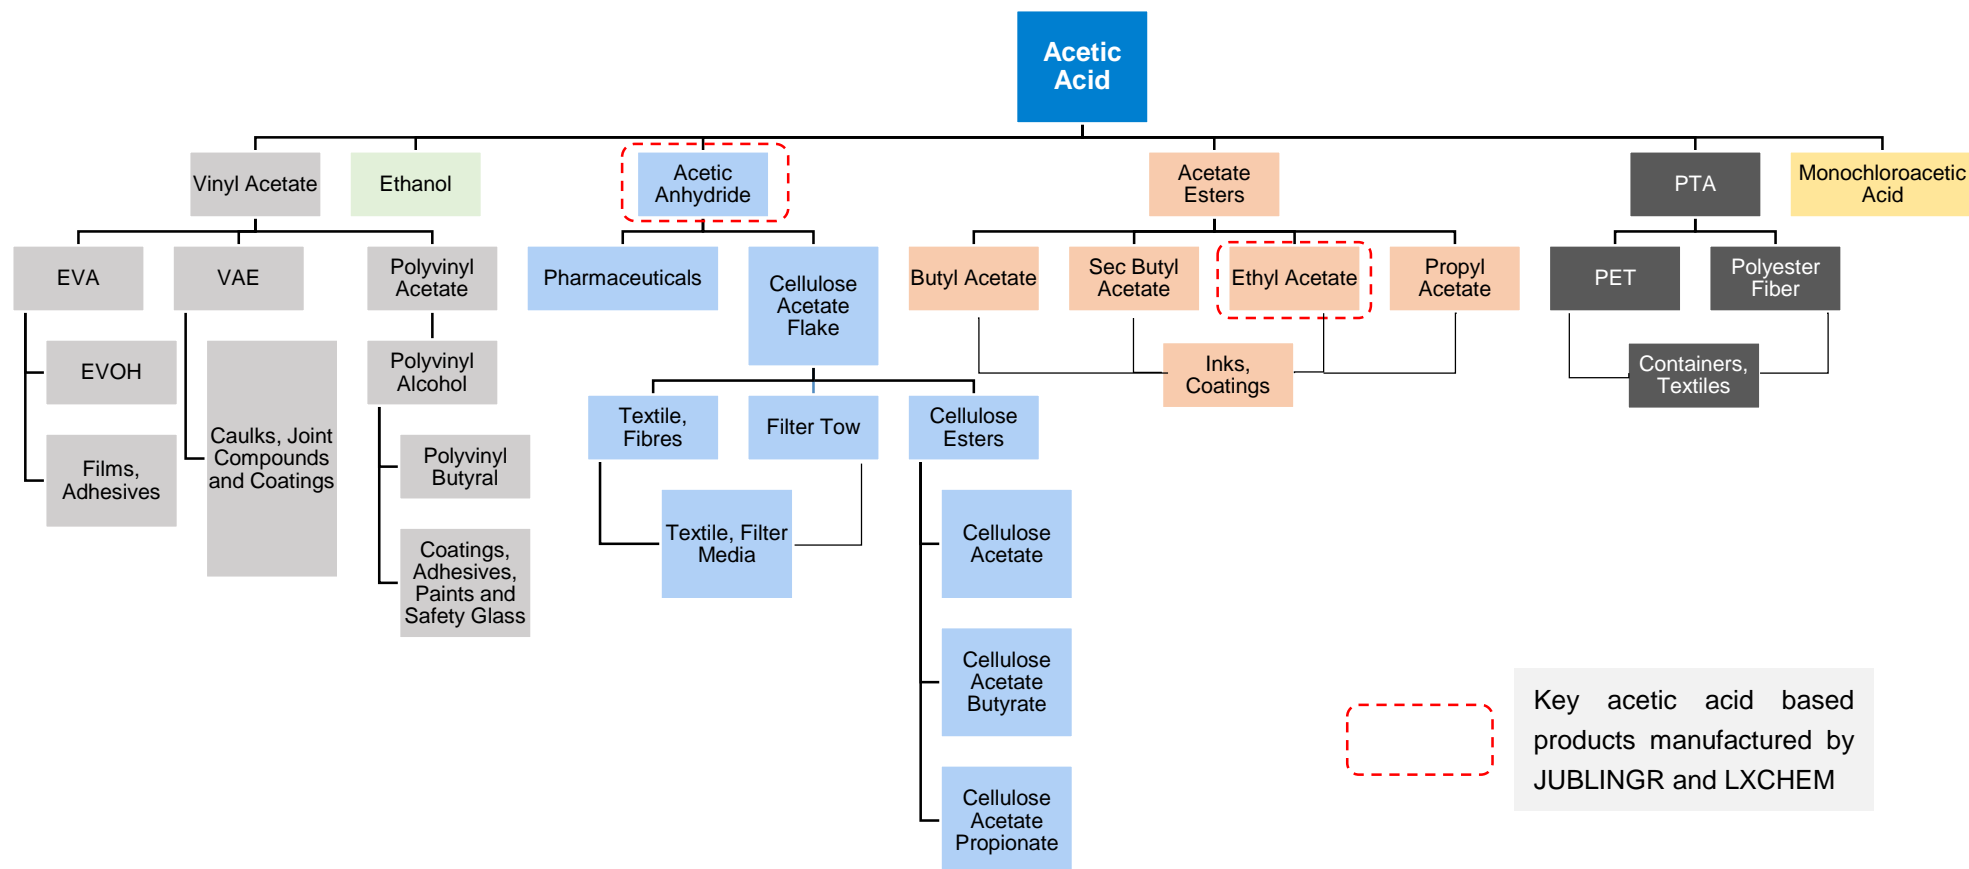 Acetic
Acid
Vinyl Acetate
Ethanol
Acetic
Anhydride
Acetate
Esters
PTA
Monochloroacetic
Acid
EVA
VAE
Polyvinyl
Acetate
Pharmaceuticals
Cellulose
Acetate
Flake
Butyl Acetate
Sec Butyl
Acetate
Ethyl Acetate
Propyl
Acetate
PET
Polyester
Fiber
EVOH
Polyvinyl
Alcohol
Inks,
Coatings
Containers,
Textiles
Films,
Adhesives
Caulks, Joint
Compounds
and Coatings
Polyvinyl
Butyral
Coatings,
Adhesives,
Paints and
Safety Glass
Textile,
Fibres
Filter Tow
Cellulose
Esters
Textile, Filter
Media
Cellulose
Acetate
Cellulose
Acetate
Butyrate
Cellulose
Acetate
Propionate
Key acetic acid based
products manufactured by
JUBLINGR and LXCHEM